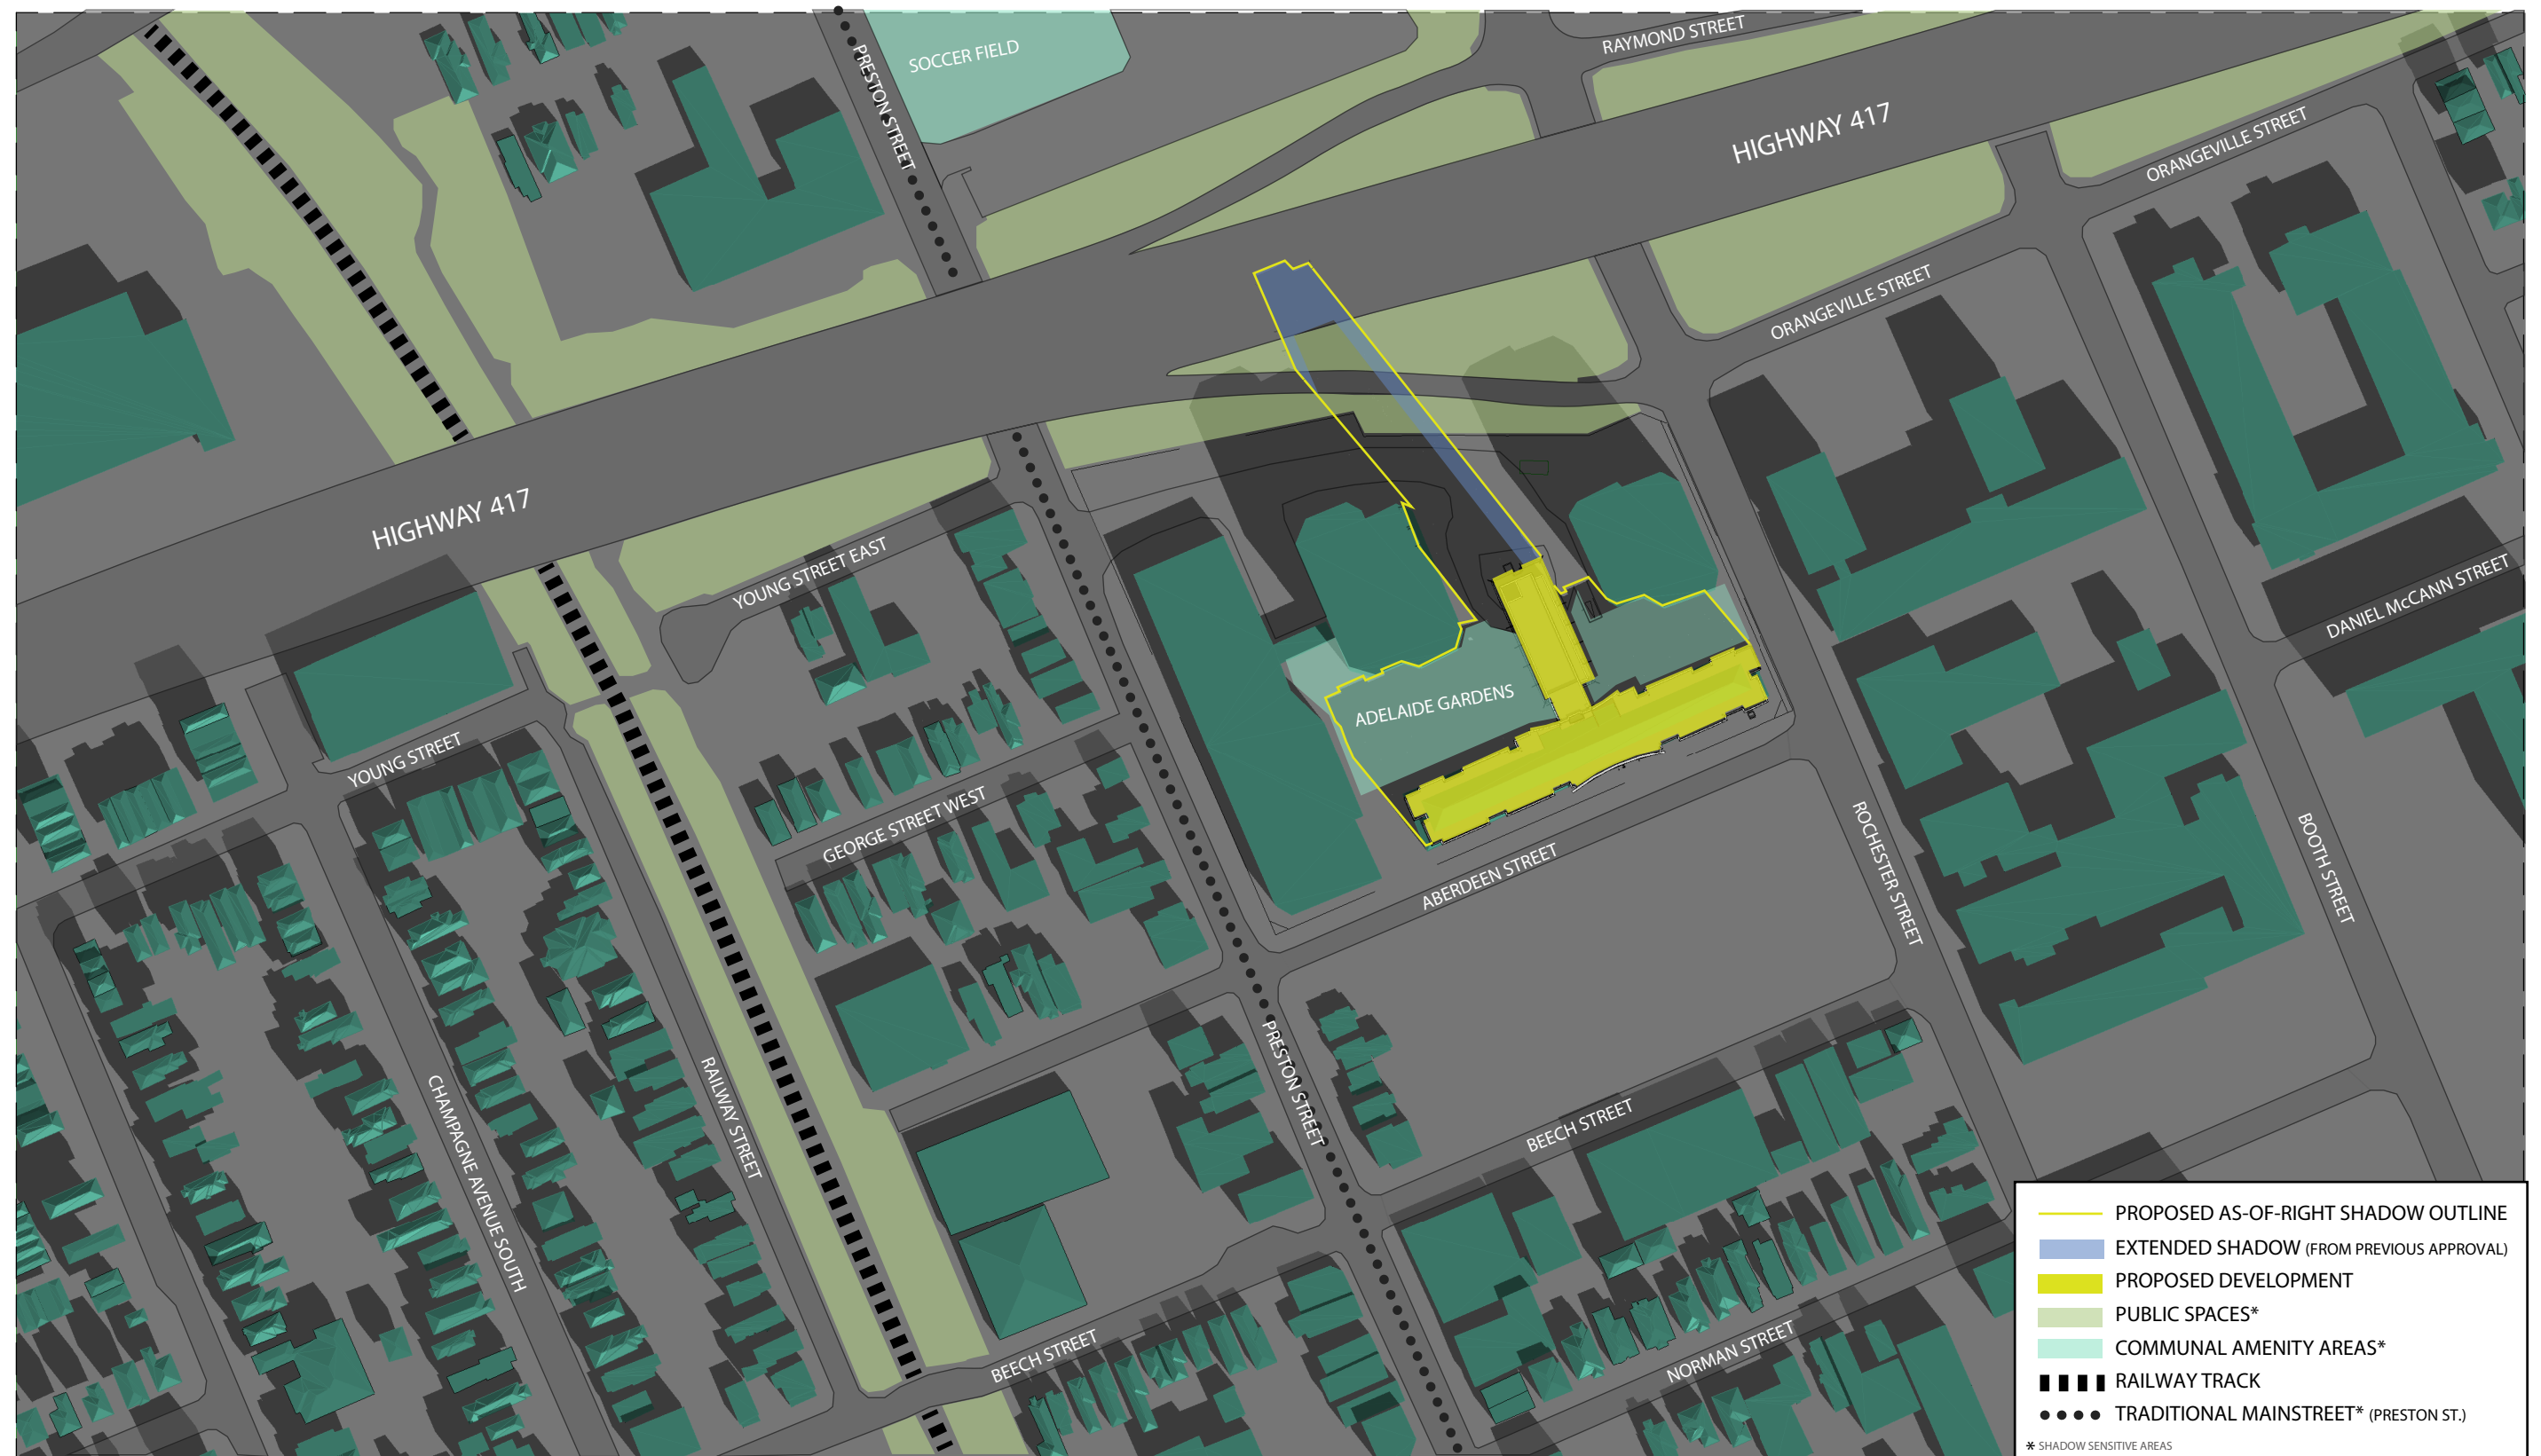 SOCCER FIELD
RAYMOND STREET
PRESTON STREET
HIGHWAY 417
ORANGEVILLE STREET
ORANGEVILLE STREET
HIGHWAY 417
YOUNG STREET EAST
DANIEL McCANN STREET
ADELAIDE GARDENS
YOUNG STREET
GEORGE STREET WEST
ABERDEEN STREET
ROCHESTER STREET
BOOTH STREET
PRESTON STREET
RAILWAY STREET
CHAMPAGNE AVENUE SOUTH
BEECH STREET
BEECH STREET
NORMAN STREET
PROPOSED AS-OF-RIGHT SHADOW OUTLINE
EXTENDED SHADOW (FROM PREVIOUS APPROVAL)
PROPOSED DEVELOPMENT
PUBLIC SPACES*
COMMUNAL AMENITY AREAS*
RAILWAY TRACK
TRADITIONAL MAINSTREET* (PRESTON ST.)
* SHADOW SENSITIVE AREAS